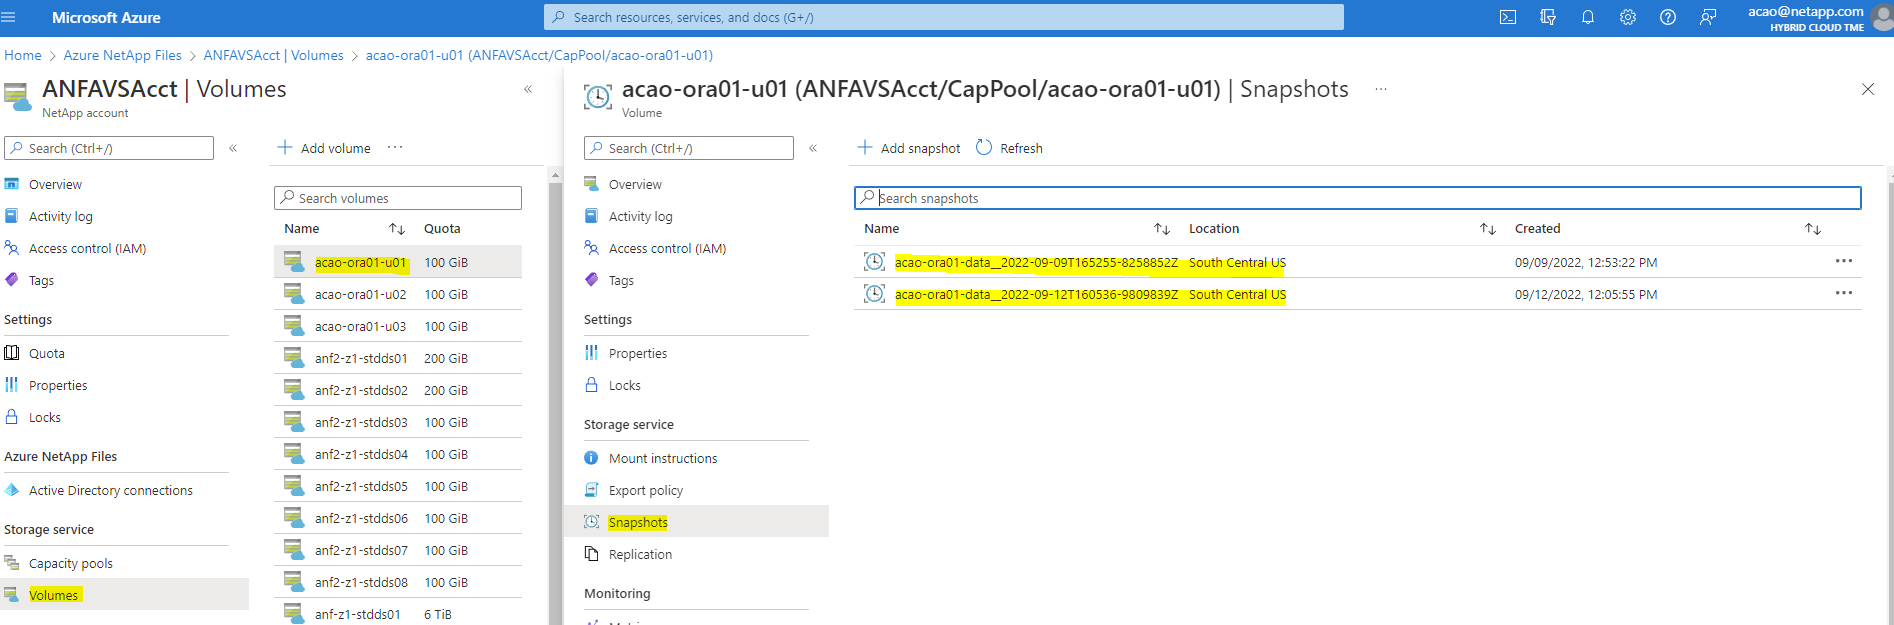 Microsoft Azure
Search resources, services, and docs (G+/)
acao@netapp.com
HYBRID CLOUD TME
Home > Azure NetApp Files > ANFAVSAcct | Volumes > acao-ora01-u01 (ANFAVSAcct/CapPool/acao-ora01-u01)
ANFAVSAcct | Volumes
NetApp account
Search (Ctrl+/)
Overview
Activity log
Access control (IAM)
Tags
Settings
Quota
Properties
Locks
Azure NetApp Files
Active Directory connections
Storage service
Capacity pools
Volumes
Add volume
Search volumes
Name Quota
acao-ora01-u01 100 GiB
acao-ora01-u02 100 GiB
acao-ora01-u03 100 GiB
anf2-z1-stdds01 200 GiB
anf2-z1-stdds02 200 GiB
anf2-z1-stdds03 100 GiB
anf2-z1-stdds04 100 GiB
anf2-z1-stdds05 100 GiB
anf2-z1-stdds06 100 GiB
anf2-z1-stdds07 100 GiB
anf2-z1-stdds08 100 GiB
anf-z1-stdds01 6 TiB
acao-ora01-u01 (ANFAVSAcct/CapPool/acao-ora01-u01) | Snapshots ...
Volume
Search (Ctrl+/)
Overview
Activity log
Access control (IAM)
Tags
Settings
Properties
Locks
Storage service
Mount instructions
Export policy
Snapshots
Replication
Monitoring
Add snapshot Refresh
Search snapshots
Name Location Created
acao-ora01-data__2022-09-09T165255-8258852Z South Central US 09/09/2022, 12:53:22 PM
acao-ora01-data__2022-09-12T160536-9809839Z South Central US 09/12/2022, 12:05:55 PM